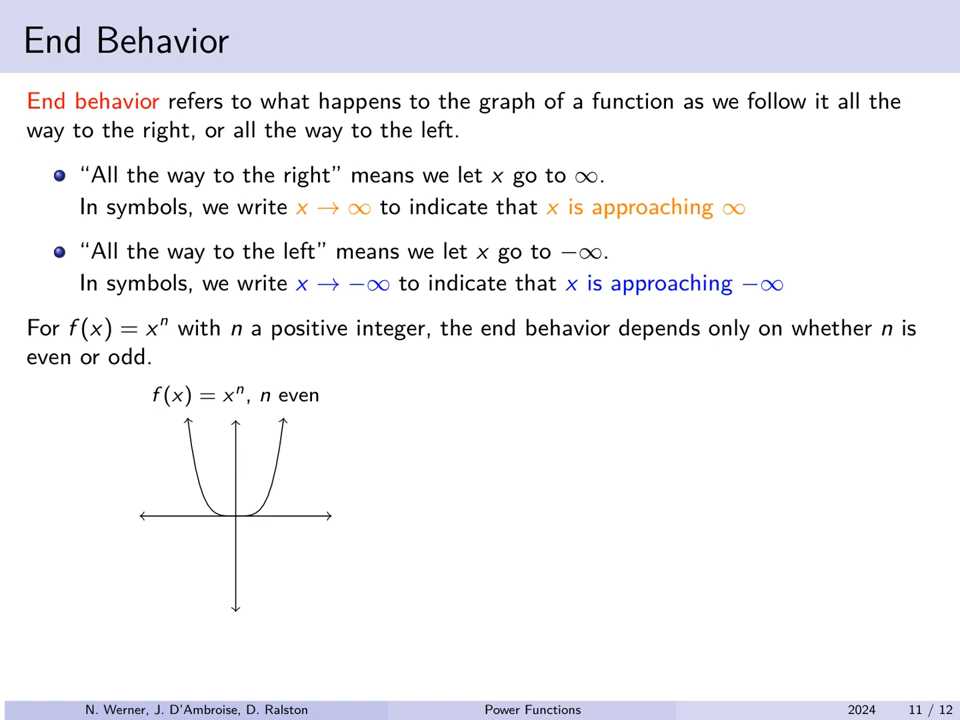 End Behavior
End behavior refers to what happens to the graph of a function as we follow it all the
way to the right, or all the way to the left.
“All the way to the right” means we let x go to ∞.
In symbols, we write x → ∞ to indicate that x is approaching ∞
“All the way to the left” means we let x go to −∞.
In symbols, we write x → −∞ to indicate that x is approaching −∞
For f(x) = xⁿ with n a positive integer, the end behavior depends only on whether n is
even or odd.
f(x) = xⁿ, n even
N. Werner, J. D'Ambroise, D. Ralston Power Functions 2024 11 / 12